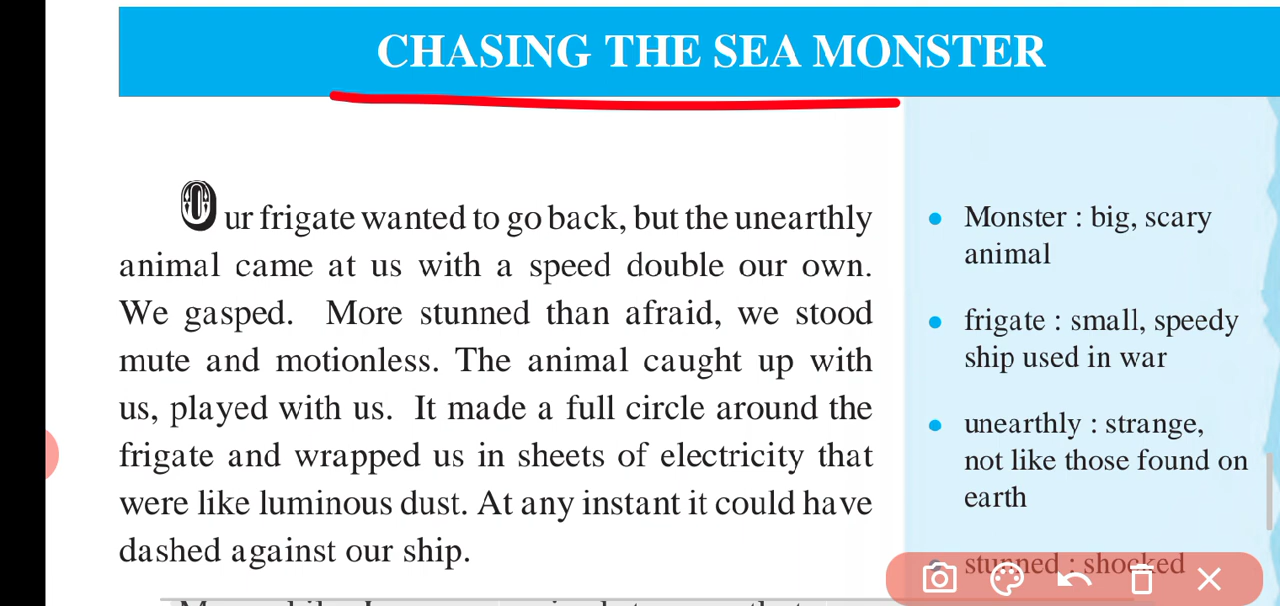 CHASING THE SEA MONSTER
Our frigate wanted to go back, but the unearthly
animal came at us with a speed double our own.
We gasped. More stunned than afraid, we stood
mute and motionless. The animal caught up with
us, played with us. It made a full circle around the
frigate and wrapped us in sheets of electricity that
were like luminous dust. At any instant it could have
dashed against our ship.
• Monster : big, scary
animal
• frigate : small, speedy
ship used in war
• unearthly : strange,
not like those found on
earth
• stunned : shocked